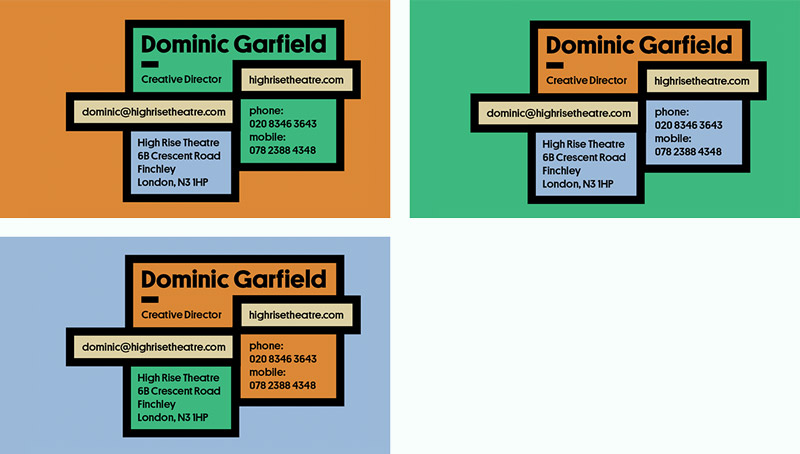 Dominic Garfield
Creative Director
highrisetheatre.com
dominic@highrisetheatre.com
phone:
020 8346 3643
mobile:
078 2388 4348
High Rise Theatre
6B Crescent Road
Finchley
London, N3 1HP
Dominic Garfield
Creative Director
highrisetheatre.com
dominic@highrisetheatre.com
phone:
020 8346 3643
mobile:
078 2388 4348
High Rise Theatre
6B Crescent Road
Finchley
London, N3 1HP
Dominic Garfield
Creative Director
highrisetheatre.com
dominic@highrisetheatre.com
phone:
020 8346 3643
mobile:
078 2388 4348
High Rise Theatre
6B Crescent Road
Finchley
London, N3 1HP